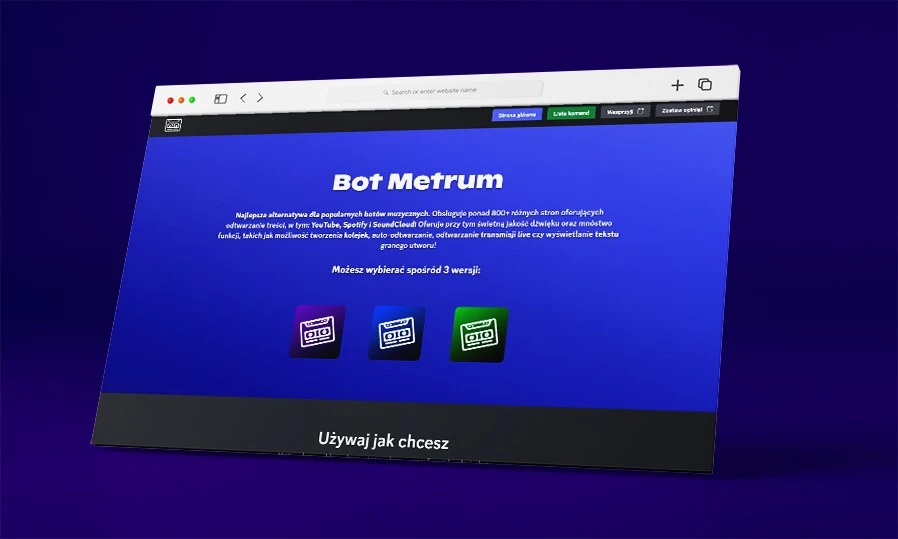 Search or enter website name
Strona główna Lista komend Wesprzyj Zostaw opinię!
Bot Metrum
Najlepsza alternatywa dla popularnych botów muzycznych. Obsługuje ponad 800+ różnych stron oferujących
odtwarzanie treści, w tym: YouTube, Spotify i SoundCloud! Oferuje przy tym świetną jakość dźwięku oraz mnóstwo
funkcji, takich jak możliwość tworzenia kolejek, auto-odtwarzanie, odtwarzanie transmisji live czy wyświetlanie tekstu
granego utworu!
Możesz wybierać spośród 3 wersji:
Używaj jak chcesz